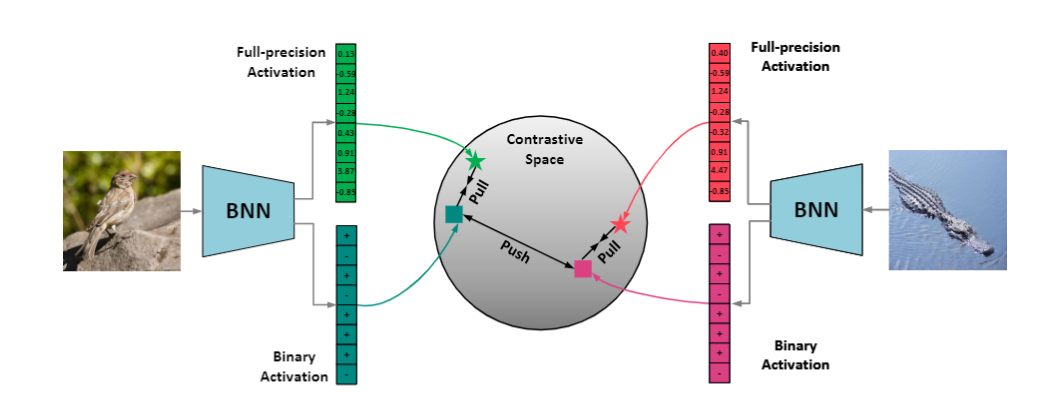 Full-precision
Activation
0.13
-0.59
1.24
-0.28
0.43
0.91
3.87
-0.85
BNN
+
-
+
-
+
+
+
-
Binary
Activation
Contrastive
Space
Pull
Push
Pull
0.40
-0.59
1.24
-0.28
-0.32
0.91
4.47
-0.85
Full-precision
Activation
BNN
+
-
+
-
+
+
+
-
Binary
Activation